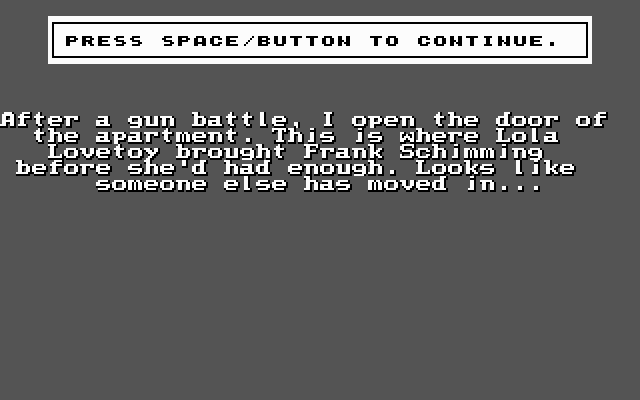 PRESS SPACE/BUTTON TO CONTINUE.
After a gun battle, I open the door of
the apartment. This is where Lola
Lovetoy brought Frank Schimming
before she'd had enough. Looks like
someone else has moved in...